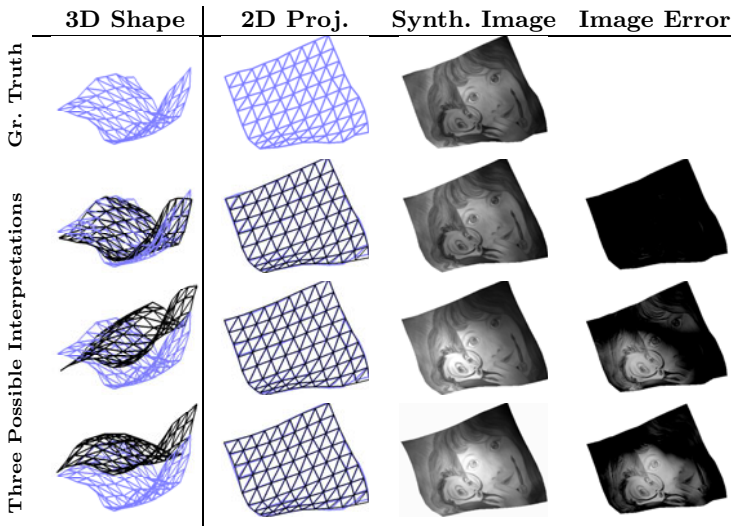 3D Shape 2D Proj. Synth. Image Image Error
Gr. Truth
Three Possible Interpretations